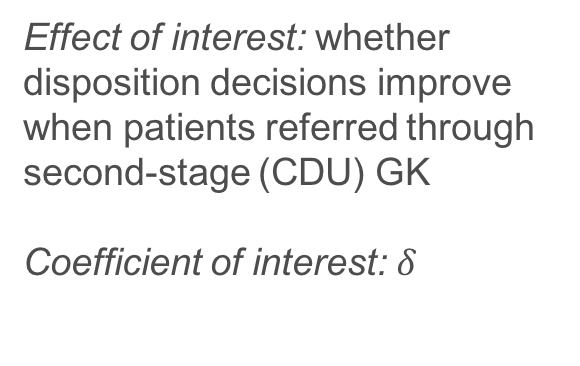 Effect of interest: whether
disposition decisions improve
when patients referred through
second-stage (CDU) GK
Coefficient of interest: δ